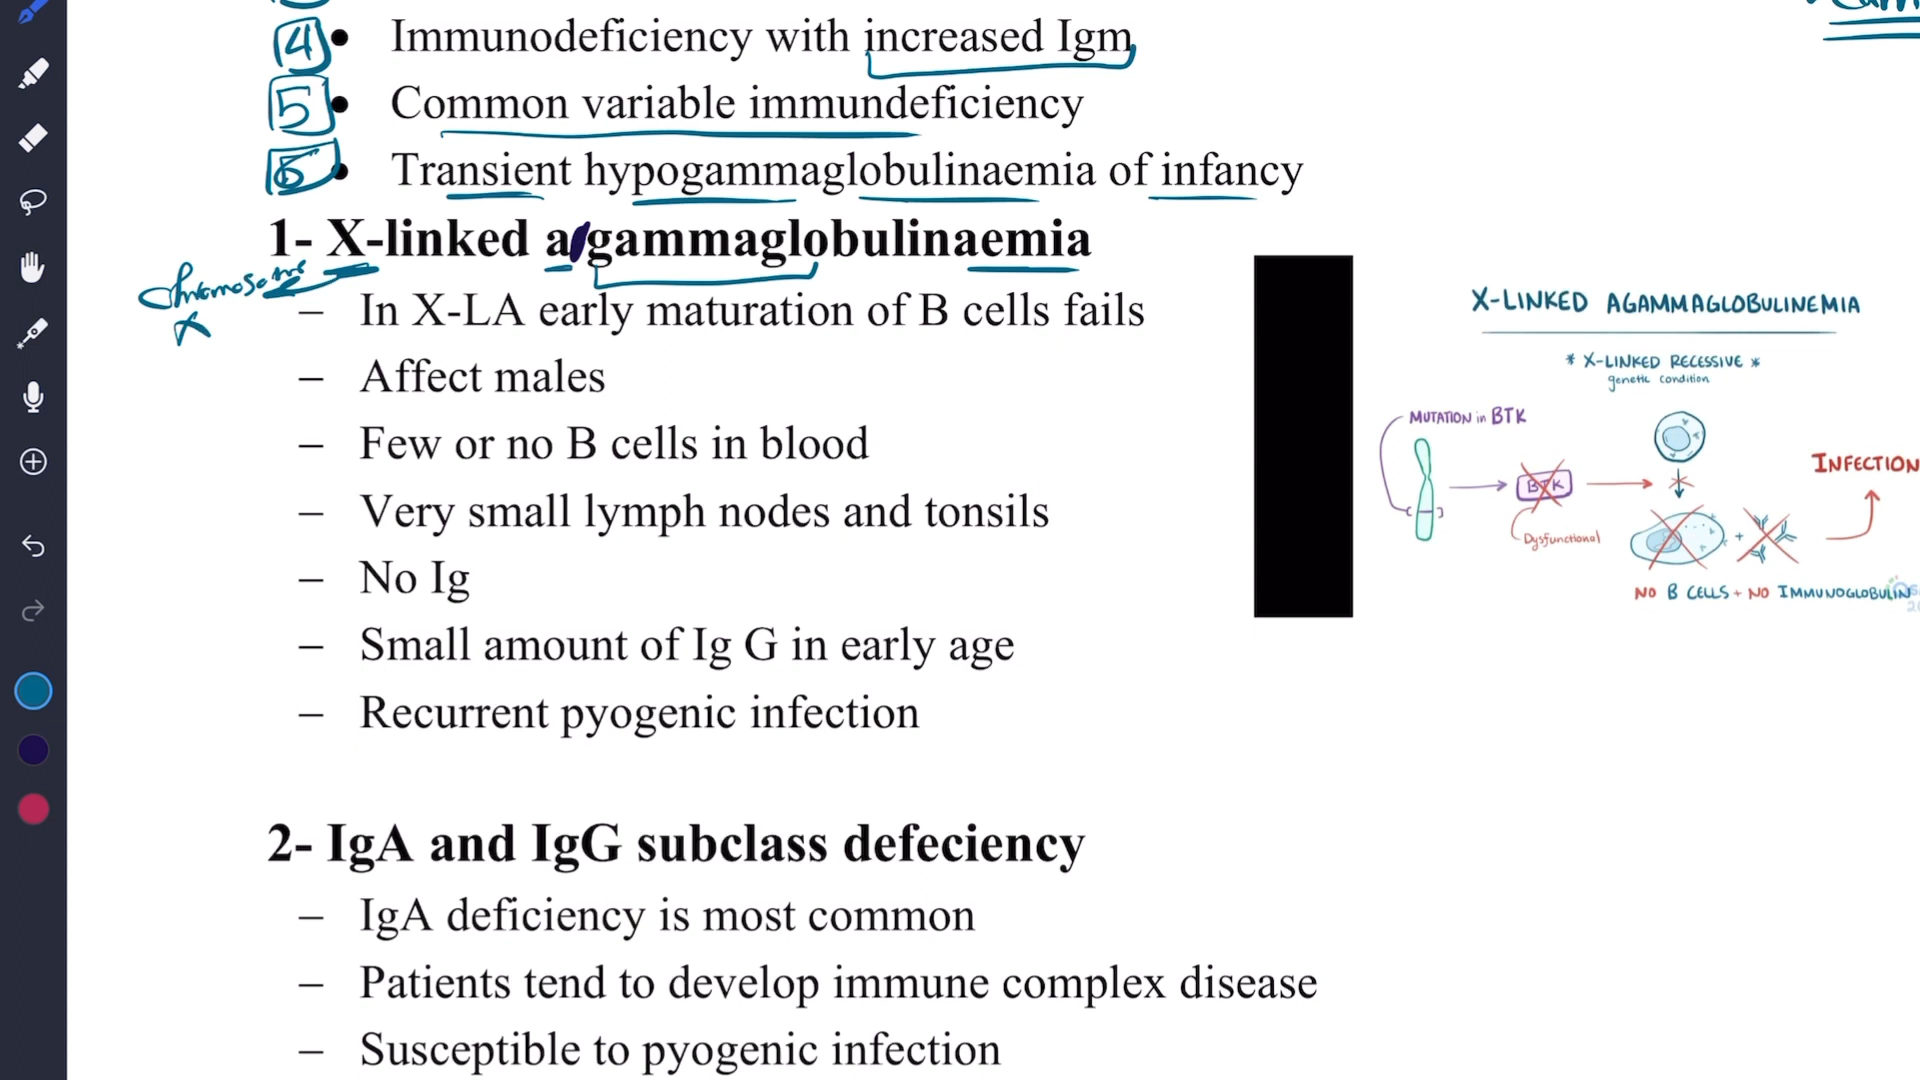 4 • Immunodeficiency with increased Igm
5 • Common variable immundeficiency
6 • Transient hypogammaglobulinaemia of infancy
1- X-linked agammaglobulinaemia
chromosome
X
– In X-LA early maturation of B cells fails
– Affect males
– Few or no B cells in blood
– Very small lymph nodes and tonsils
– No Ig
– Small amount of Ig G in early age
– Recurrent pyogenic infection
X-LINKED AGAMMAGLOBULINEMIA
* X-LINKED RECESSIVE *
genetic condition
MUTATION in BTK
BTK
Dysfunctional
INFECTION
NO B CELLS + NO IMMUNOGLOBULIN
2- IgA and IgG subclass defeciency
– IgA deficiency is most common
– Patients tend to develop immune complex disease
– Susceptible to pyogenic infection